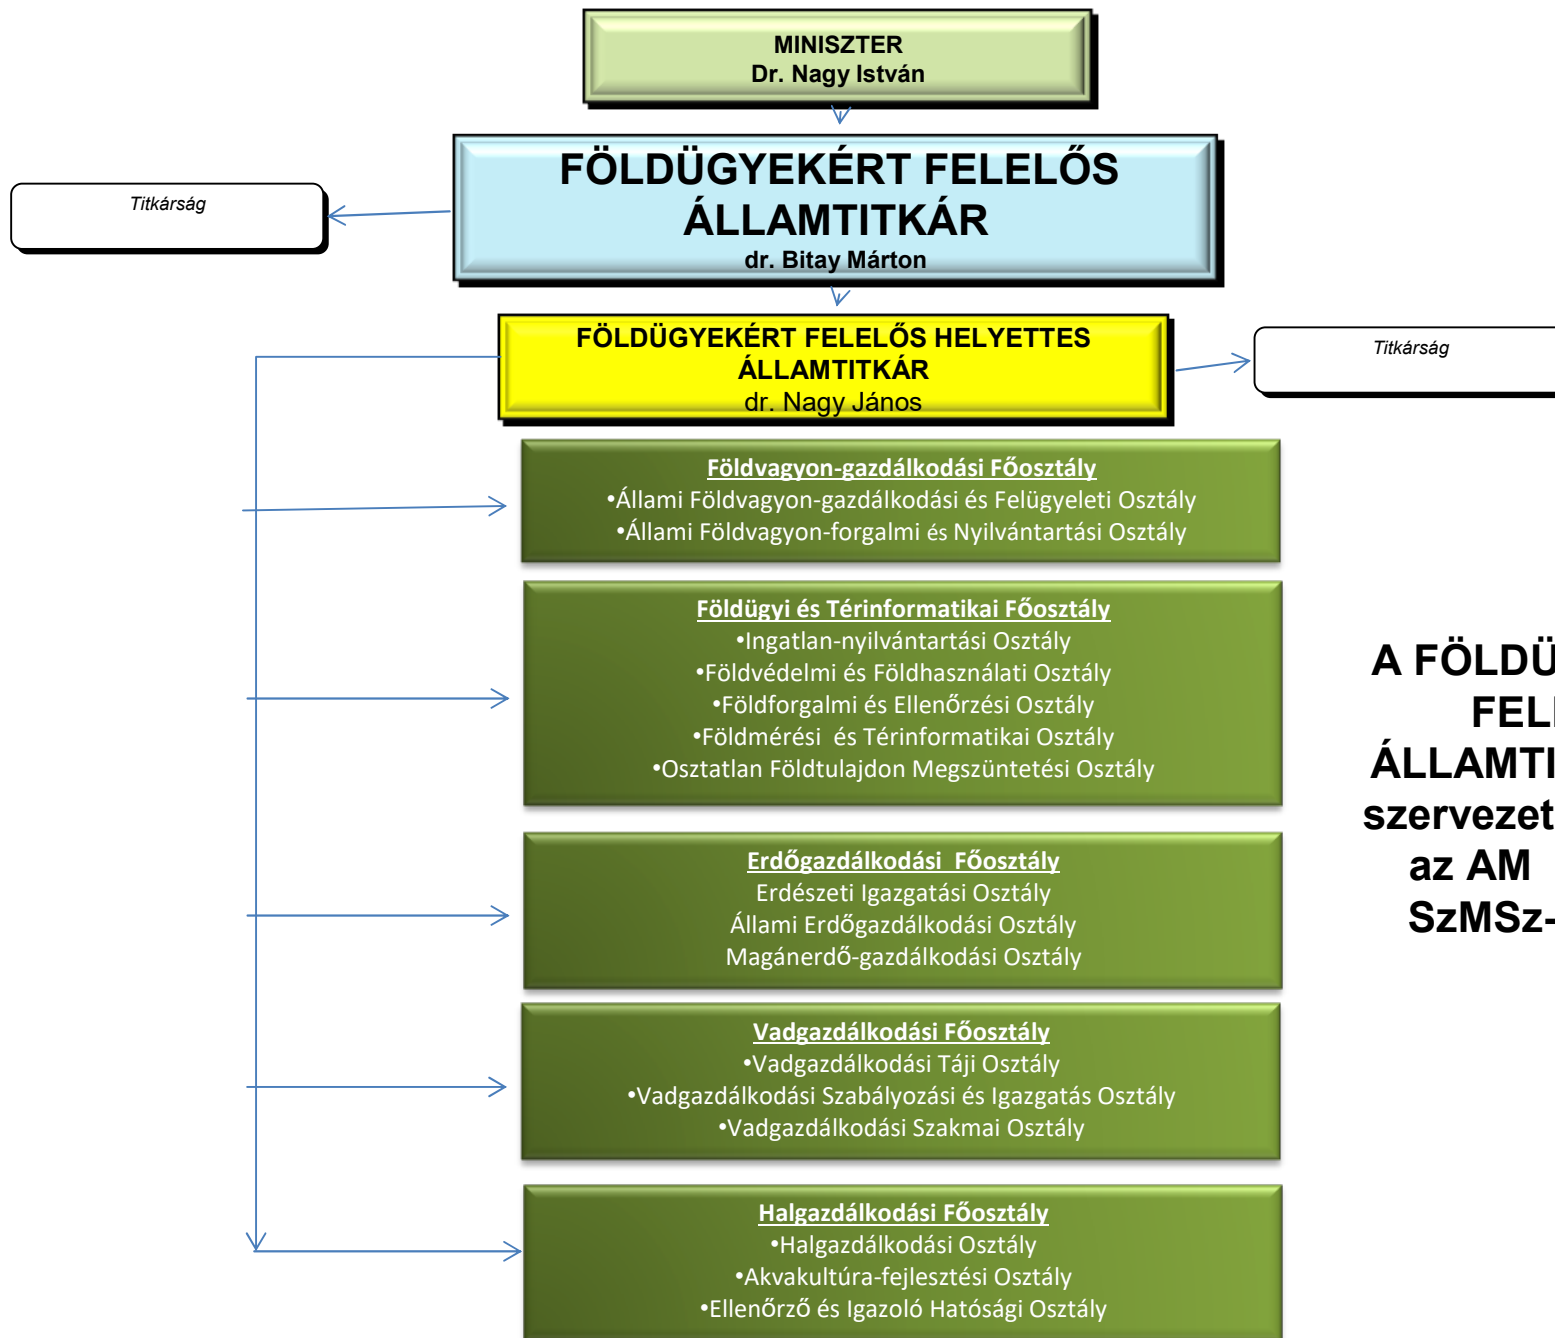 MINISZTER
Dr. Nagy István
FÖLDÜGYEKÉRT FELELŐS
ÁLLAMTITKÁR
dr. Bitay Márton
Titkárság
FÖLDÜGYEKÉRT FELELŐS HELYETTES
ÁLLAMTITKÁR
dr. Nagy János
Titkárság
Földvagyon-gazdálkodási Főosztály
•Állami Földvagyon-gazdálkodási és Felügyeleti Osztály
•Állami Földvagyon-forgalmi és Nyilvántartási Osztály
Földügyi és Térinformatikai Főosztály
•Ingatlan-nyilvántartási Osztály
•Földvédelmi és Földhasználati Osztály
•Földforgalmi és Ellenőrzési Osztály
•Földmérési és Térinformatikai Osztály
•Osztatlan Földtulajdon Megszüntetési Osztály
Erdőgazdálkodási Főosztály
Erdészeti Igazgatási Osztály
Állami Erdőgazdálkodási Osztály
Magánerdő-gazdálkodási Osztály
Vadgazdálkodási Főosztály
•Vadgazdálkodási Táji Osztály
•Vadgazdálkodási Szabályozási és Igazgatás Osztály
•Vadgazdálkodási Szakmai Osztály
Halgazdálkodási Főosztály
•Halgazdálkodási Osztály
•Akvakultúra-fejlesztési Osztály
•Ellenőrző és Igazoló Hatósági Osztály
A FÖLDÜ
FEL
ÁLLAMTI
szervezet
az AM
SzMSz-